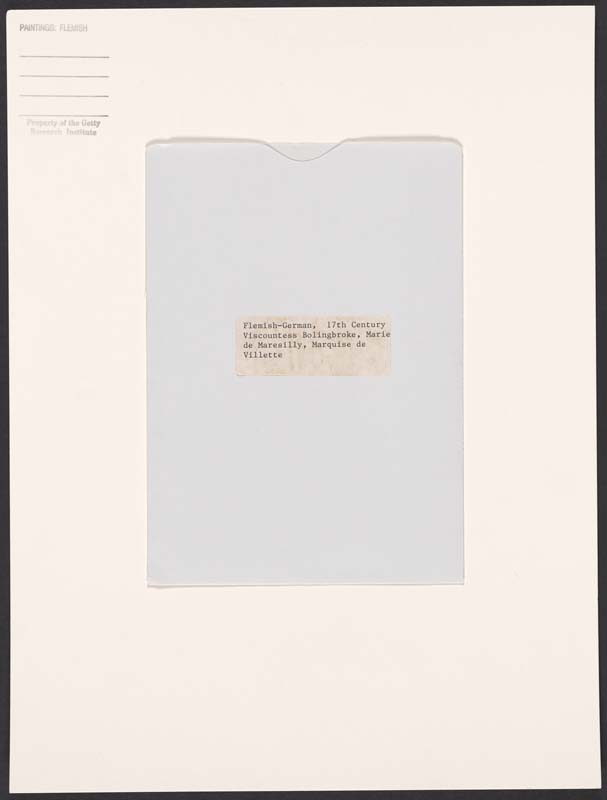 PAINTINGS: FLEMISH
Property of the Getty
Research Institute
Flemish-German, 17th Century
Viscountess Bolingbroke, Marie
de Maresilly, Marquise de
Villette